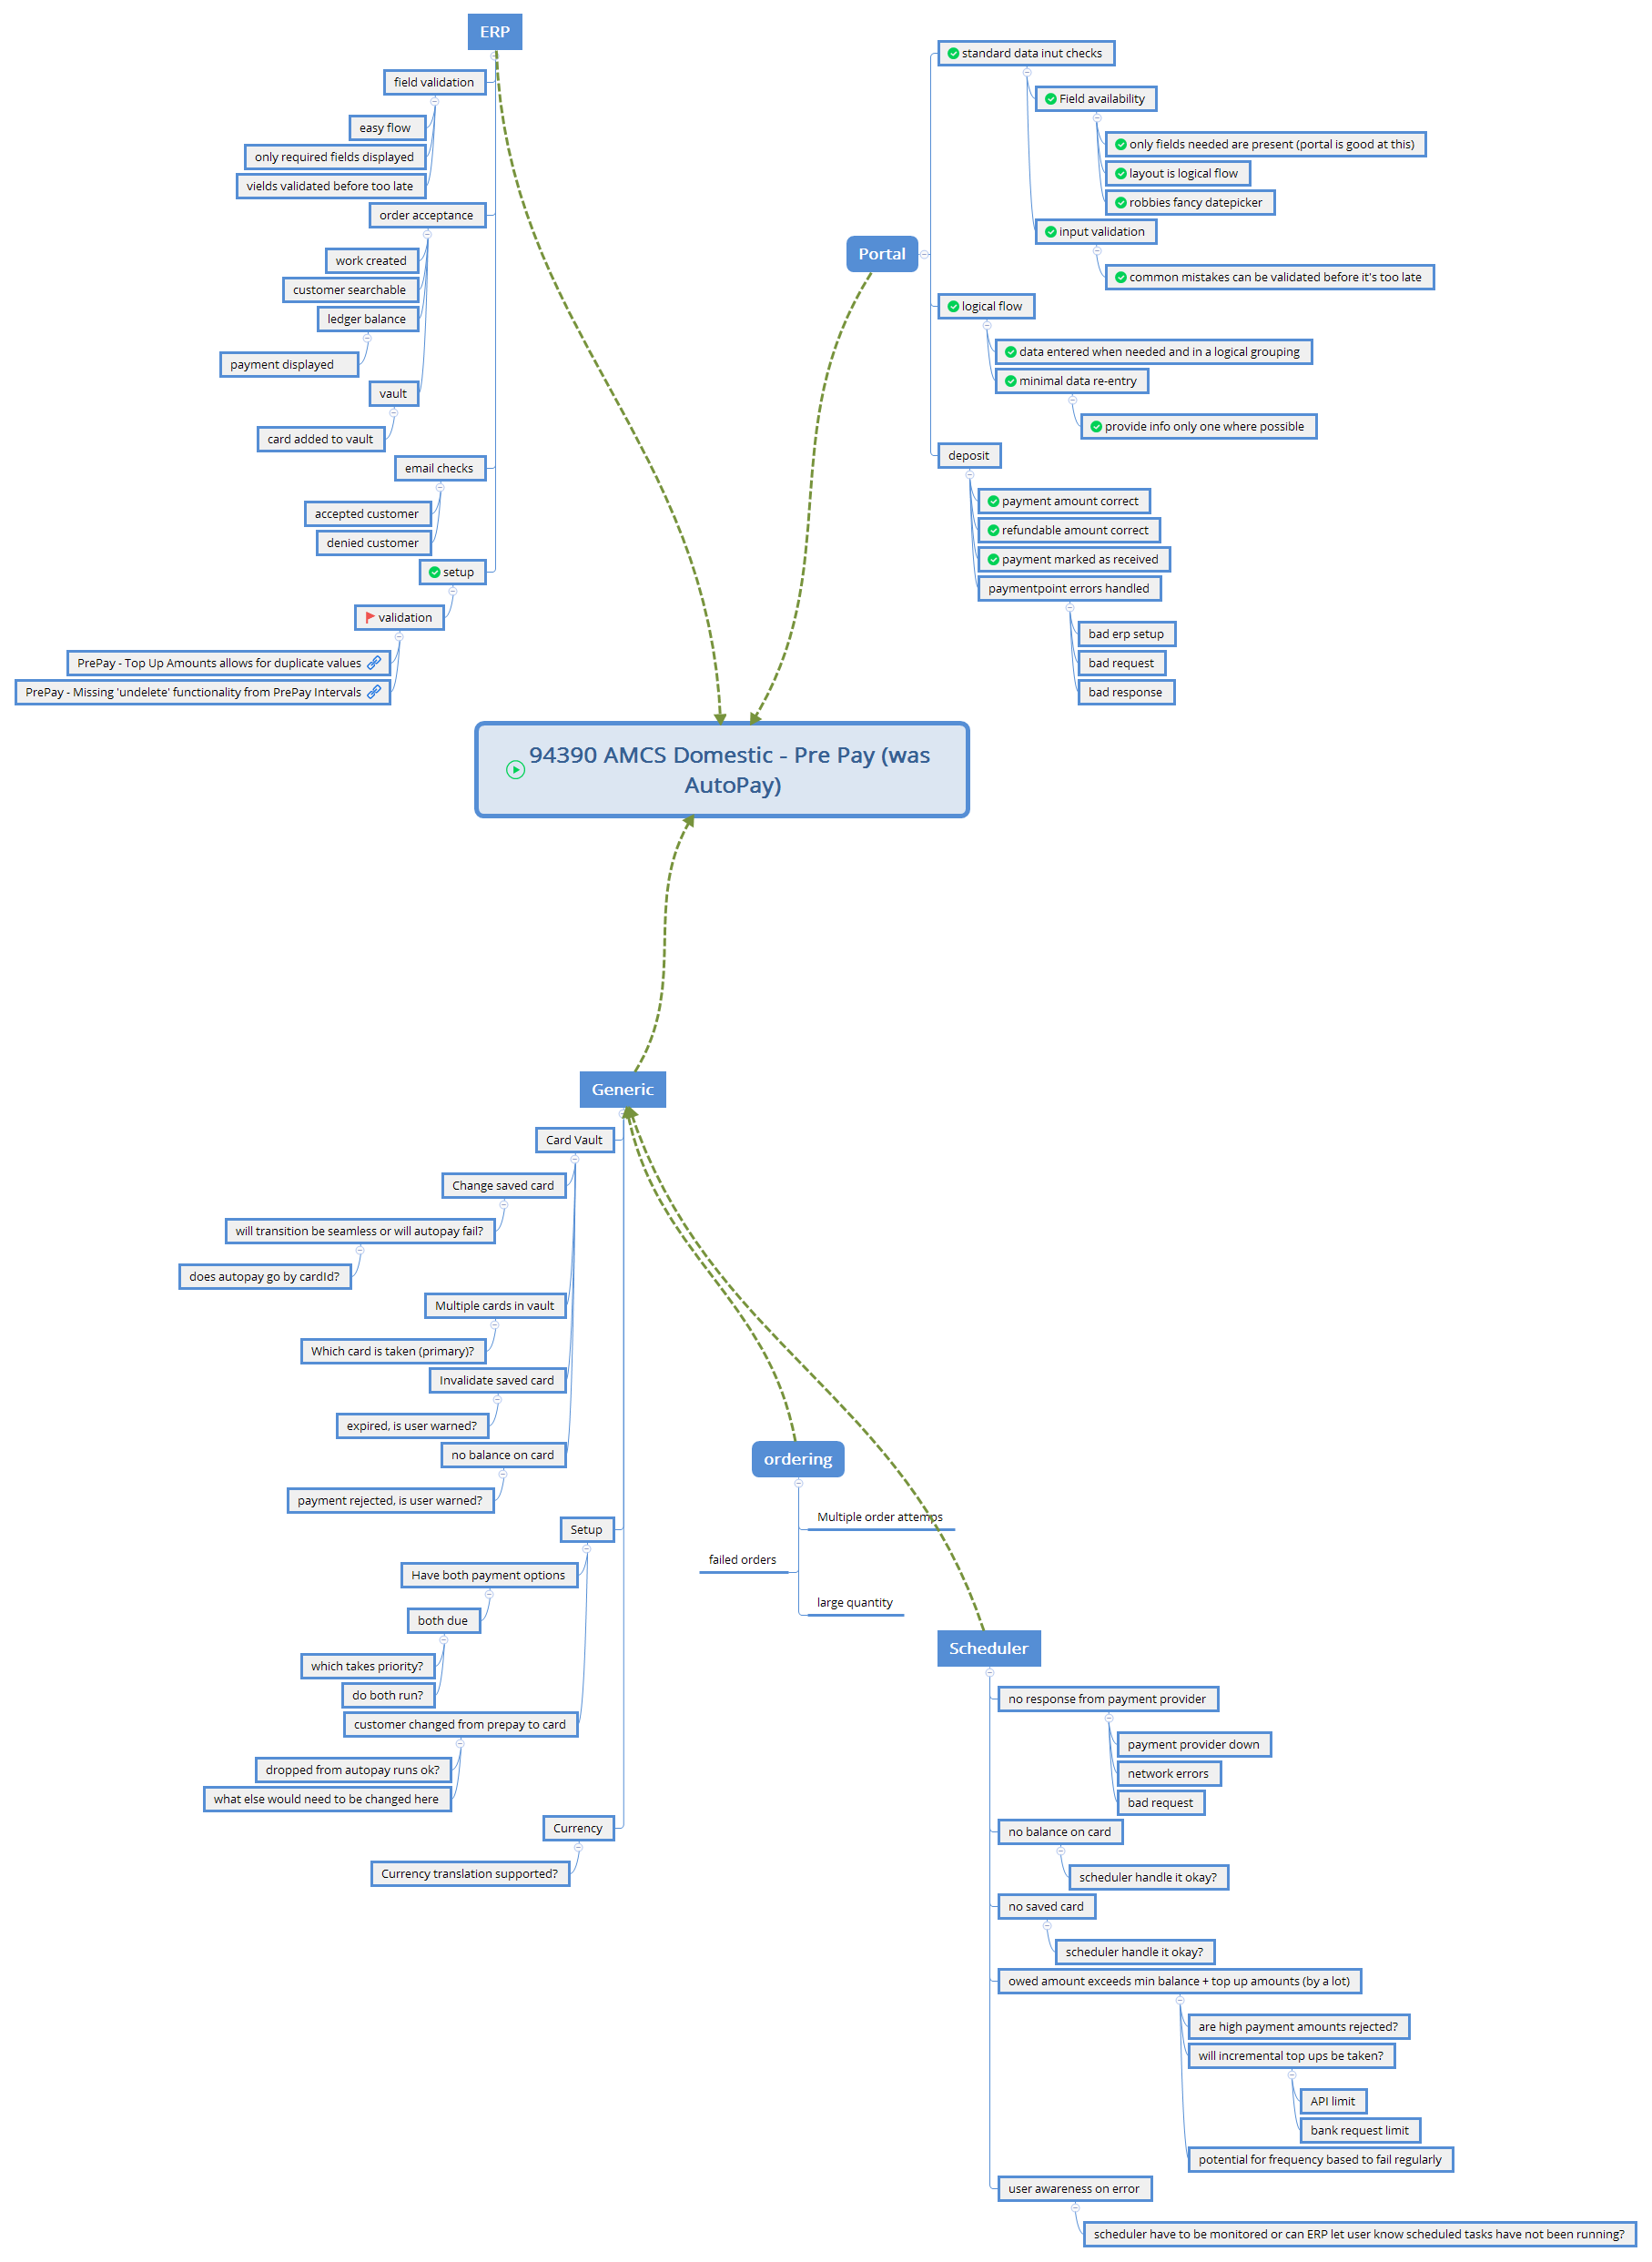 ERP
field validation
easy flow
only required fields displayed
vields validated before too late
order acceptance
work created
customer searchable
ledger balance
payment displayed
vault
card added to vault
email checks
accepted customer
denied customer
setup
validation
PrePay - Top Up Amounts allows for duplicate values
PrePay - Missing 'undelete' functionality from PrePay Intervals
Portal
standard data inut checks
Field availability
only fields needed are present (portal is good at this)
layout is logical flow
robbies fancy datepicker
input validation
common mistakes can be validated before it's too late
logical flow
data entered when needed and in a logical grouping
minimal data re-entry
provide info only one where possible
deposit
payment amount correct
refundable amount correct
payment marked as received
paymentpoint errors handled
bad erp setup
bad request
bad response
94390 AMCS Domestic - Pre Pay (was
AutoPay)
Generic
Card Vault
Change saved card
will transition be seamless or will autopay fail?
does autopay go by cardId?
Multiple cards in vault
Which card is taken (primary)?
Invalidate saved card
expired, is user warned?
no balance on card
payment rejected, is user warned?
Setup
Have both payment options
both due
which takes priority?
do both run?
customer changed from prepay to card
dropped from autopay runs ok?
what else would need to be changed here
Currency
Currency translation supported?
ordering
Multiple order attemps
failed orders
large quantity
Scheduler
no response from payment provider
payment provider down
network errors
bad request
no balance on card
scheduler handle it okay?
no saved card
scheduler handle it okay?
owed amount exceeds min balance + top up amounts (by a lot)
are high payment amounts rejected?
will incremental top ups be taken?
API limit
bank request limit
potential for frequency based to fail regularly
user awareness on error
scheduler have to be monitored or can ERP let user know scheduled tasks have not been running?